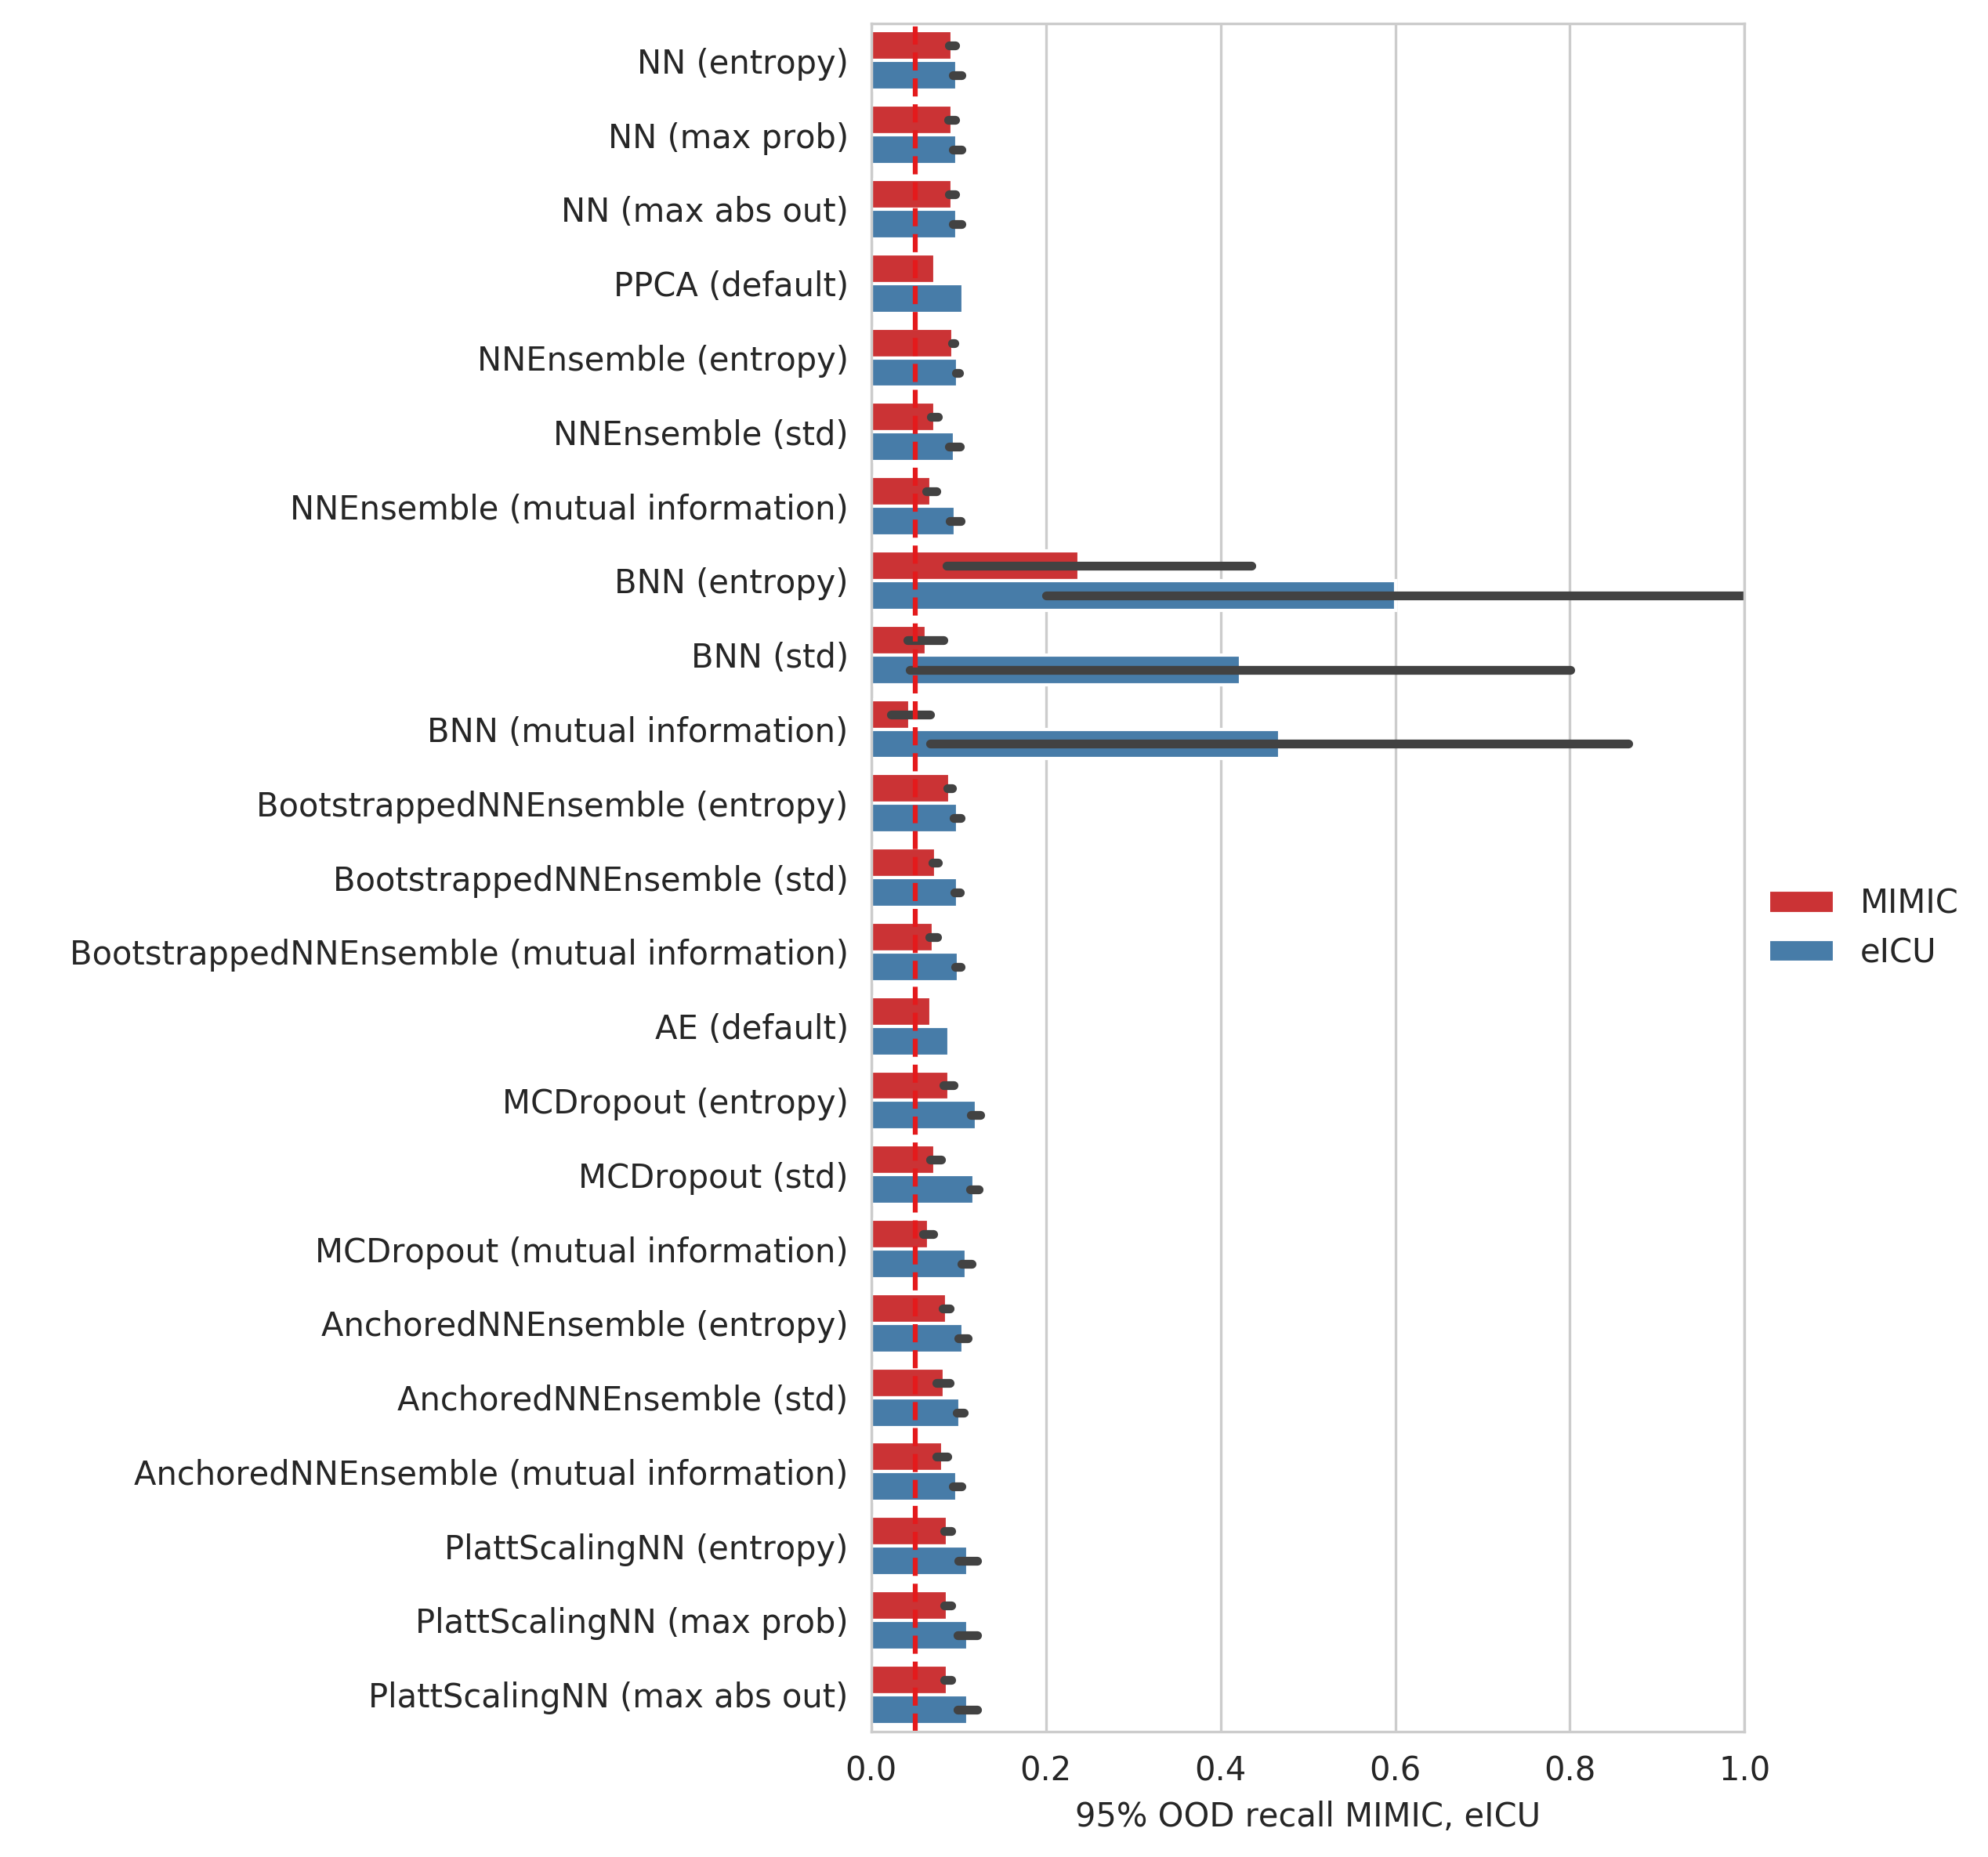 NN (entropy)
NN (max prob)
NN (max abs out)
PPCA (default)
NNEnsemble (entropy)
NNEnsemble (std)
NNEnsemble (mutual information)
BNN (entropy)
BNN (std)
BNN (mutual information)
BootstrappedNNEnsemble (entropy)
BootstrappedNNEnsemble (std)
BootstrappedNNEnsemble (mutual information)
AE (default)
MCDropout (entropy)
MCDropout (std)
MCDropout (mutual information)
AnchoredNNEnsemble (entropy)
AnchoredNNEnsemble (std)
AnchoredNNEnsemble (mutual information)
PlattScalingNN (entropy)
PlattScalingNN (max prob)
PlattScalingNN (max abs out)
0.0 0.2 0.4 0.6 0.8 1.0
95% OOD recall MIMIC, eICU
MIMIC
eICU